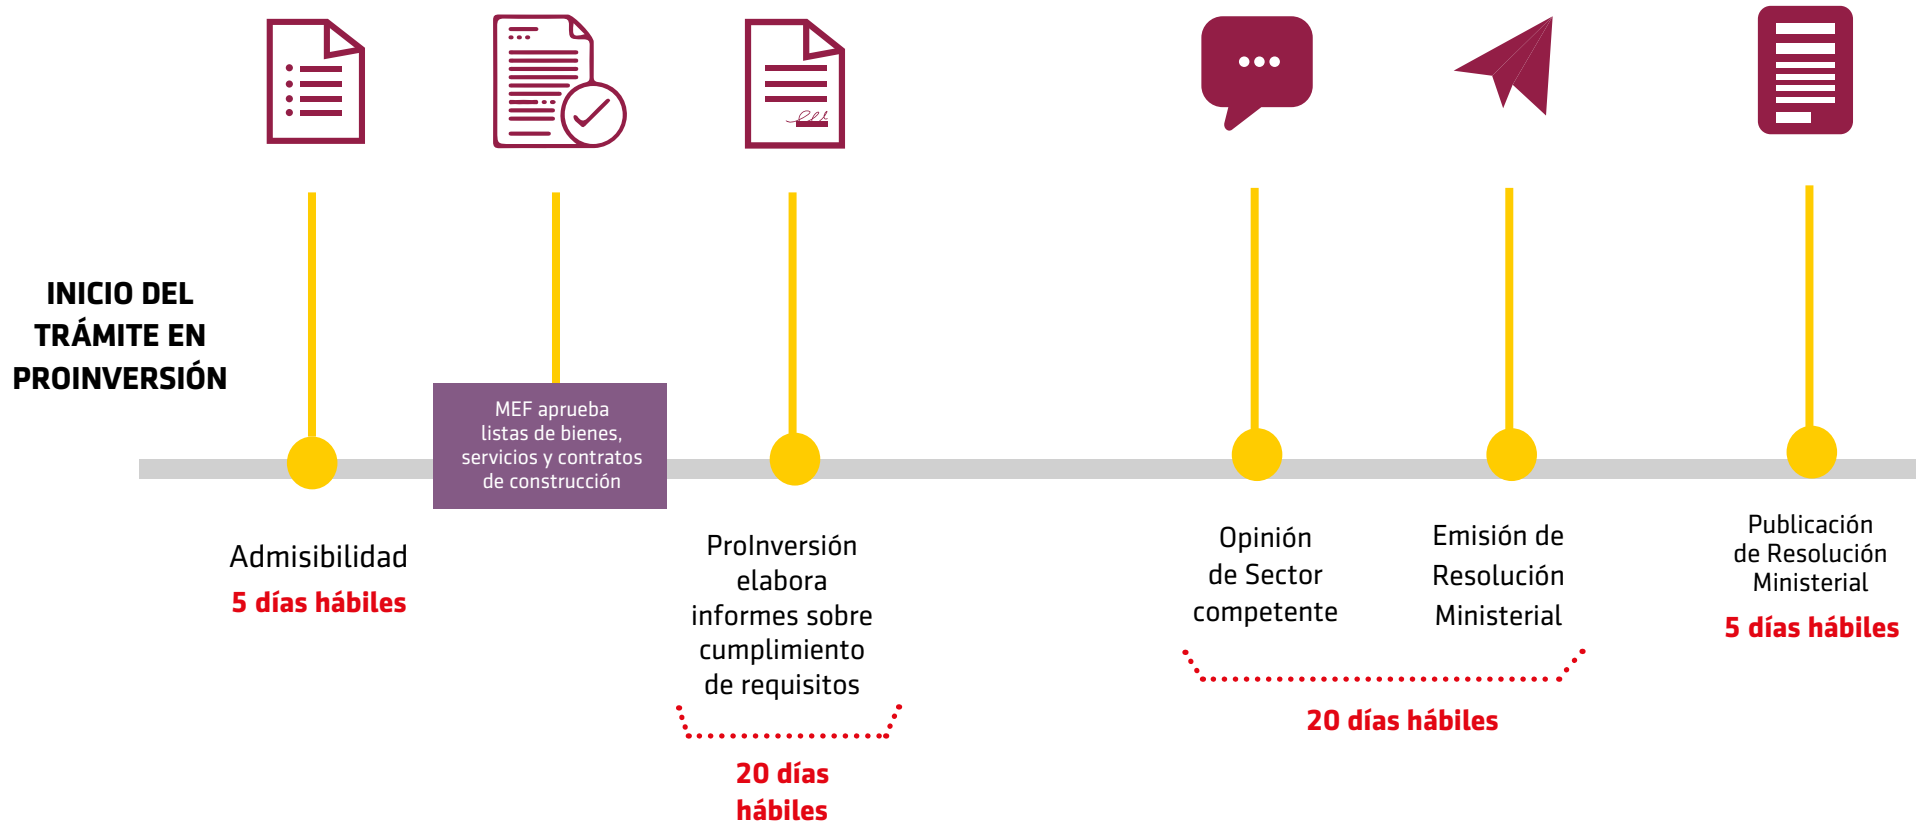 INICIO DEL
TRÁMITE EN
PROINVERSIÓN
Admisibilidad
5 días hábiles
MEF aprueba
listas de bienes,
servicios y contratos
de construcción
ProInversión
elabora
informes sobre
cumplimiento
de requisitos
20 días
hábiles
Opinión
de Sector
competente
Emisión de
Resolución
Ministerial
20 días hábiles
Publicación
de Resolución
Ministerial
5 días hábiles